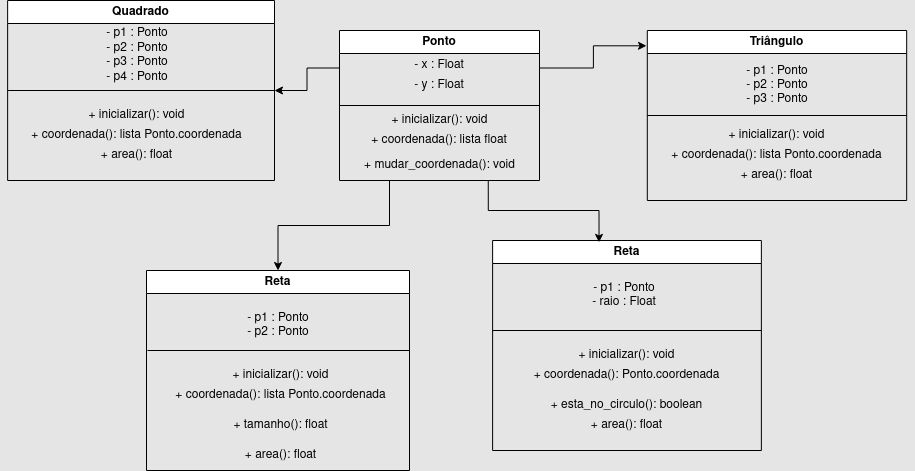 Quadrado
- p1 : Ponto
- p2 : Ponto
- p3 : Ponto
- p4 : Ponto
+ inicializar(): void
+ coordenada(): lista Ponto.coordenada
+ area(): float
Ponto
- x : Float
- y : Float
+ inicializar(): void
+ coordenada(): lista float
+ mudar_coordenada(): void
Triângulo
- p1 : Ponto
- p2 : Ponto
- p3 : Ponto
+ inicializar(): void
+ coordenada(): lista Ponto.coordenada
+ area(): float
Reta
- p1 : Ponto
- p2 : Ponto
+ inicializar(): void
+ coordenada(): lista Ponto.coordenada
+ tamanho(): float
+ area(): float
Reta
- p1 : Ponto
- raio : Float
+ inicializar(): void
+ coordenada(): Ponto.coordenada
+ esta_no_circulo(): boolean
+ area(): float